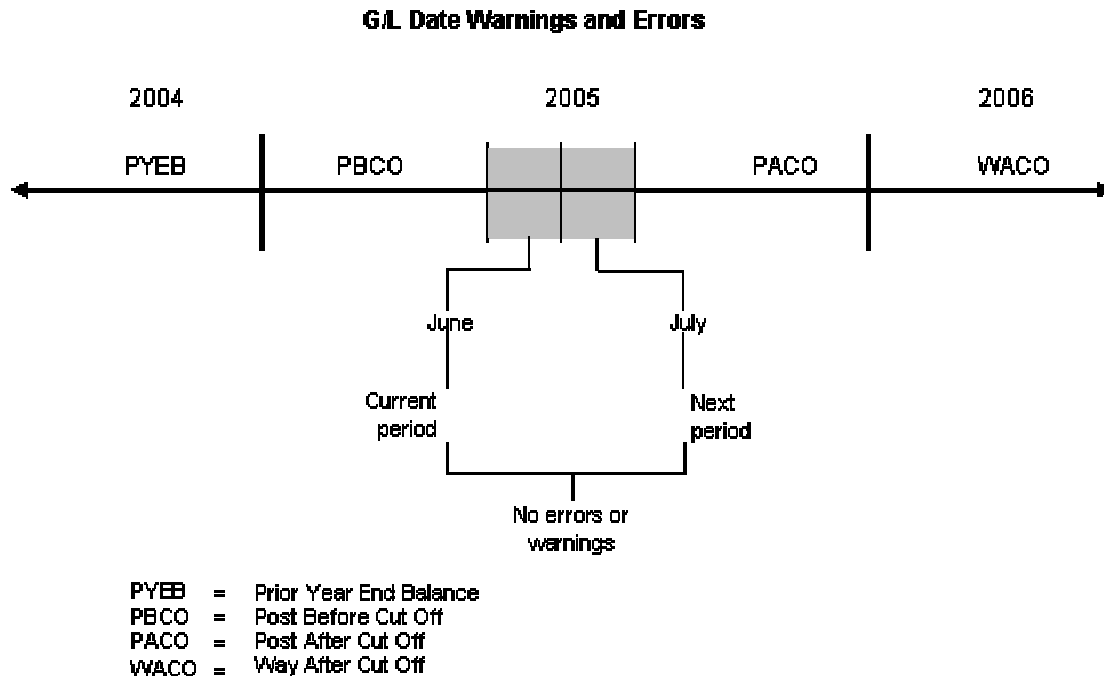 G/L Date Warnings and Errors
2004 2005 2006
PYEB PBCO PACO WACO
June July
Current
period
Next
period
No errors or
warnings
PYEB = Prior Year End Balance
PBCO = Post Before Cut Off
PACO = Post After Cut Off
WACO = Way After Cut Off